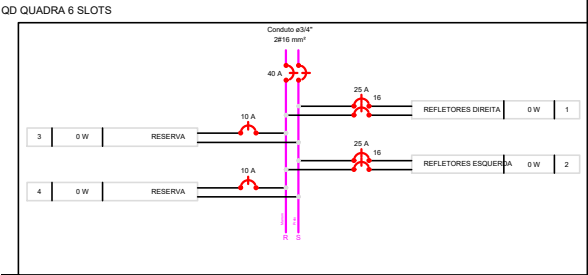 QD QUADRA 6 SLOTS
Conduto ø3/4"
2#16 mm²
40 A
25 A
16
REFLETORES DIREITA 0 W 1
10 A
3 0 W RESERVA
25 A
16
REFLETORES ESQUERDA 0 W 2
10 A
4 0 W RESERVA
R S